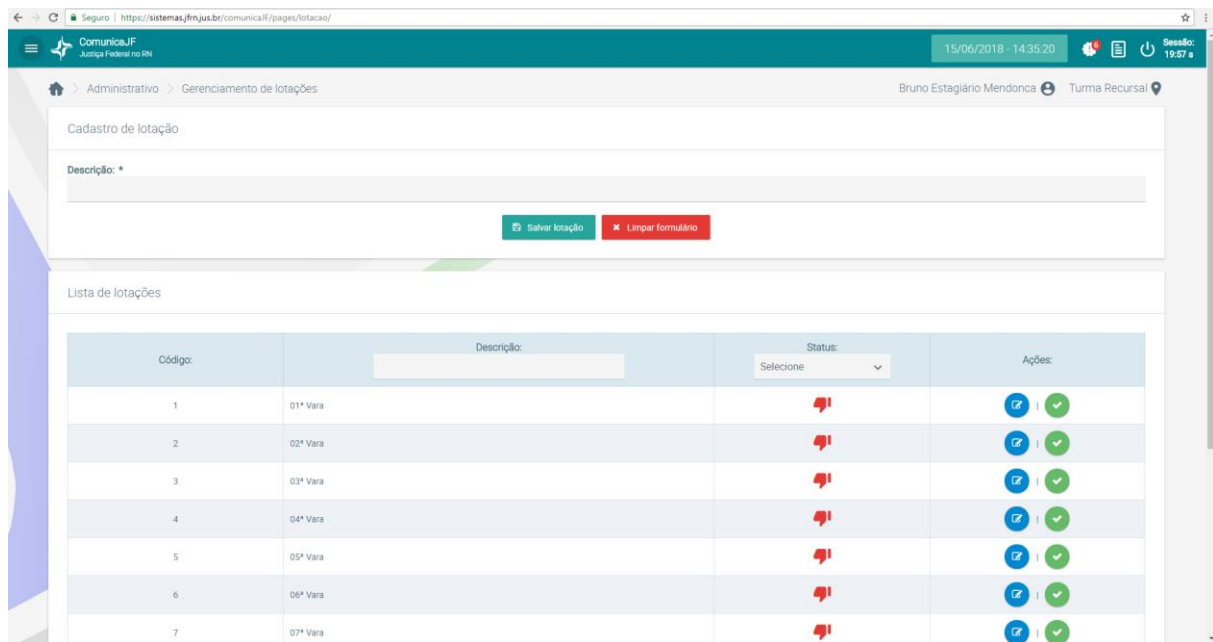 Seguro | https://sistemas.jfrn.jus.br/comunicaJF/pages/lotacao/
ComunicaJF
Justiça Federal no RN
15/06/2018 - 14:35:20
6
Sessão:
19:57 s
Administrativo > Gerenciamento de lotações
Bruno Estagiário Mendonca
Turma Recursal
Cadastro de lotação
Descrição: *
Salvar lotação
Limpar formulário
Lista de lotações
Código: Descrição: Status: Ações:
Selecione
1 01ª Vara |
2 02ª Vara |
3 03ª Vara |
4 04ª Vara |
5 05ª Vara |
6 06ª Vara |
7 07ª Vara |